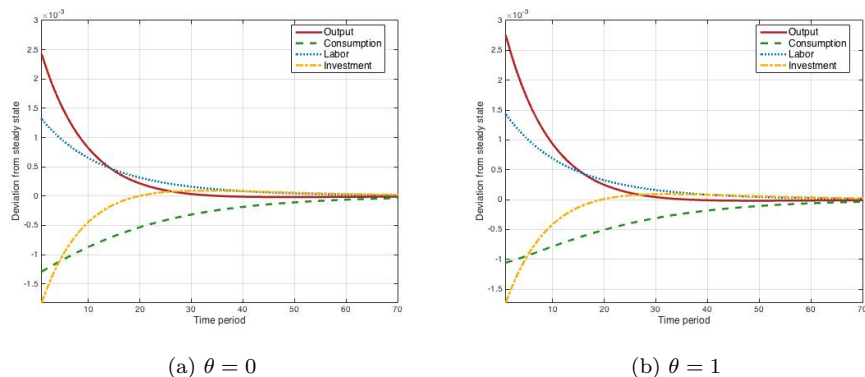 ×10⁻³
3
2.5
2
1.5
1
0.5
0
-0.5
-1
-1.5
Deviation from steady state
Output
Consumption
Labor
Investment
10 20 30 40 50 60 70
Time period
(a) θ = 0
×10⁻³
3
2.5
2
1.5
1
0.5
0
-0.5
-1
-1.5
Deviation from steady state
Output
Consumption
Labor
Investment
10 20 30 40 50 60 70
Time period
(b) θ = 1